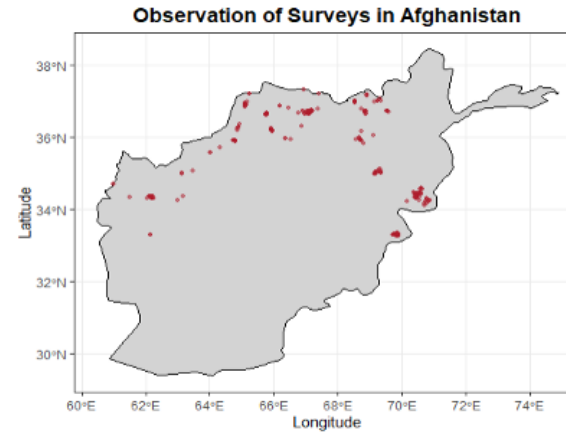 Observation of Surveys in Afghanistan
38°N
36°N
34°N
32°N
30°N
Latitude
60°E 62°E 64°E 66°E 68°E 70°E 72°E 74°E
Longitude